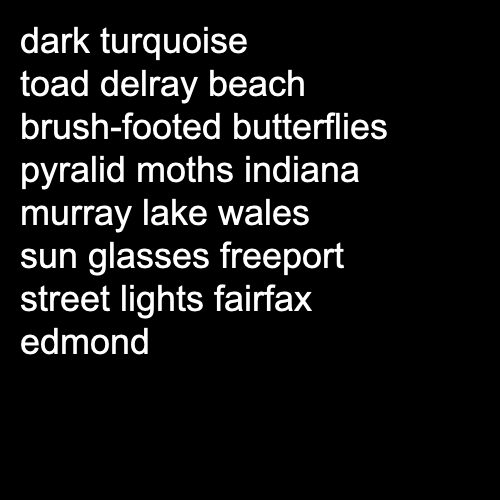 dark turquoise
toad delray beach
brush-footed butterflies
pyralid moths indiana
murray lake wales
sun glasses freeport
street lights fairfax
edmond